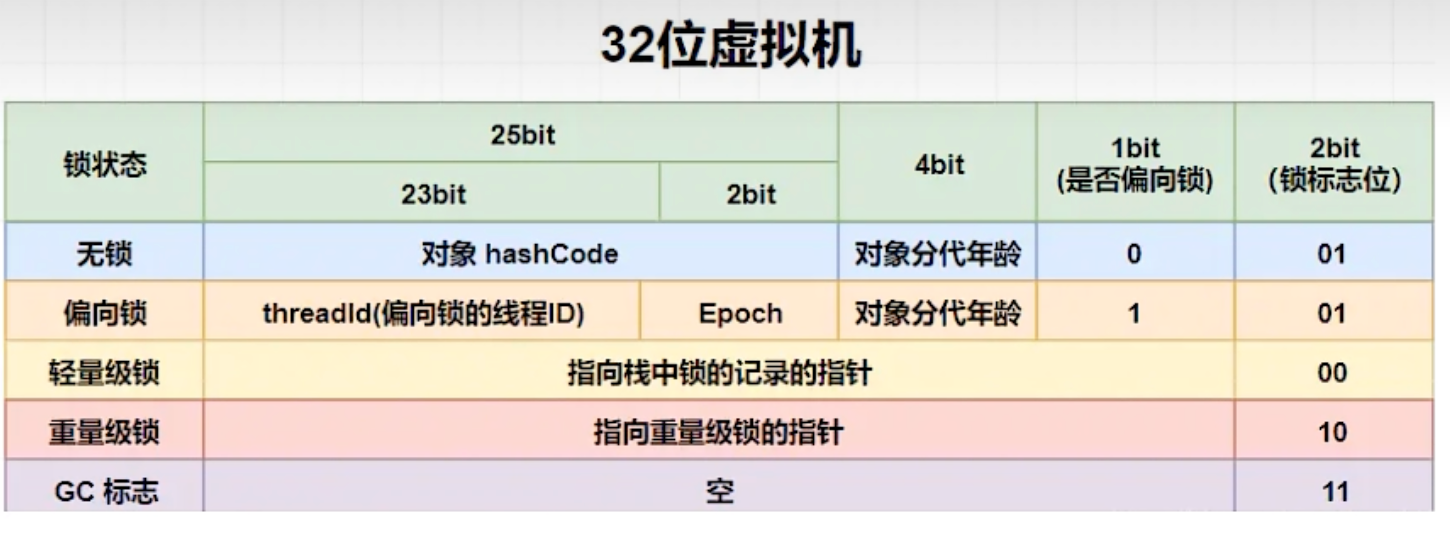 32位虚拟机
锁状态
25bit
4bit
1bit
(是否偏向锁)
2bit
（锁标志位）
23bit
2bit
无锁
对象 hashCode
对象分代年龄
0
01
偏向锁
threadId(偏向锁的线程ID)
Epoch
对象分代年龄
1
01
轻量级锁
指向栈中锁的记录的指针
00
重量级锁
指向重量级锁的指针
10
GC 标志
空
11